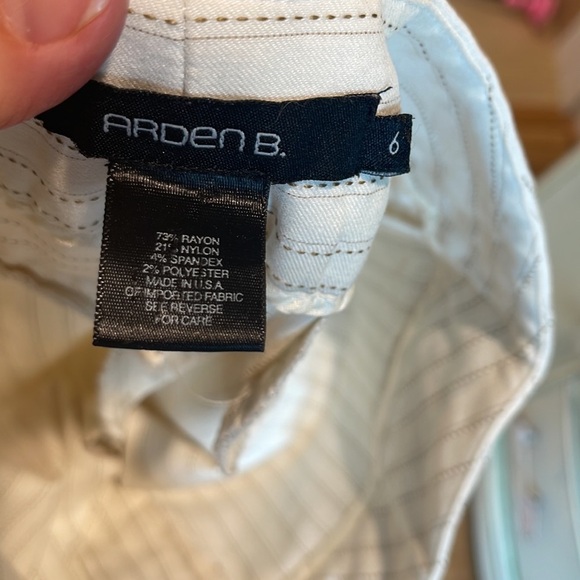 ARDEN B.
6
73% RAYON
21% NYLON
4% SPANDEX
2% POLYESTER
MADE IN U.S.A.
OF IMPORTED FABRIC
SEE REVERSE
FOR CARE